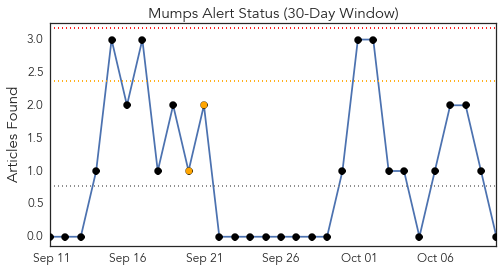 Mumps Alert Status (30-Day Window)
Articles Found
3.0
2.5
2.0
1.5
1.0
0.5
0.0
Sep 11 Sep 16 Sep 21 Sep 26 Oct 01 Oct 06